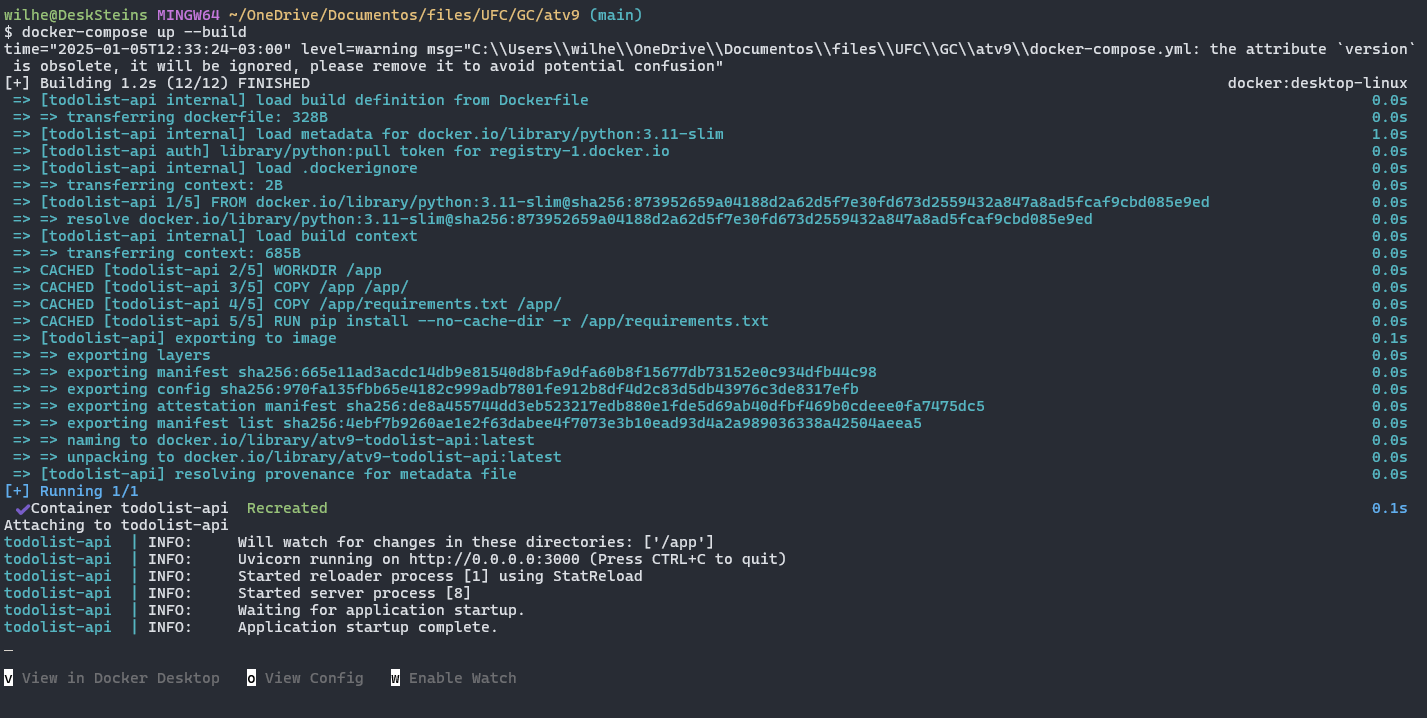 wilhe@DeskSteins MINGW64 ~/OneDrive/Documentos/files/UFC/GC/atv9 (main)
$ docker-compose up --build
time="2025-01-05T12:33:24-03:00" level=warning msg="C:\\Users\\wilhe\\OneDrive\\Documentos\\files\\UFC\\GC\\atv9\\docker-compose.yml: the attribute `version`
is obsolete, it will be ignored, please remove it to avoid potential confusion"
[+] Building 1.2s (12/12) FINISHED docker:desktop-linux
=> [todolist-api internal] load build definition from Dockerfile 0.0s
=> => transferring dockerfile: 328B 0.0s
=> [todolist-api internal] load metadata for docker.io/library/python:3.11-slim 1.0s
=> [todolist-api auth] library/python:pull token for registry-1.docker.io 0.0s
=> [todolist-api internal] load .dockerignore 0.0s
=> => transferring context: 2B 0.0s
=> [todolist-api 1/5] FROM docker.io/library/python:3.11-slim@sha256:873952659a04188d2a62d5f7e30fd673d2559432a847a8ad5fcaf9cbd085e9ed 0.0s
=> => resolve docker.io/library/python:3.11-slim@sha256:873952659a04188d2a62d5f7e30fd673d2559432a847a8ad5fcaf9cbd085e9ed 0.0s
=> [todolist-api internal] load build context 0.0s
=> => transferring context: 685B 0.0s
=> CACHED [todolist-api 2/5] WORKDIR /app 0.0s
=> CACHED [todolist-api 3/5] COPY /app /app/ 0.0s
=> CACHED [todolist-api 4/5] COPY /app/requirements.txt /app/ 0.0s
=> CACHED [todolist-api 5/5] RUN pip install --no-cache-dir -r /app/requirements.txt 0.0s
=> [todolist-api] exporting to image 0.1s
=> => exporting layers 0.0s
=> => exporting manifest sha256:665e11ad3acdc14db9e81540d8bfa9dfa60b8f15677db73152e0c934dfb44c98 0.0s
=> => exporting config sha256:970fa135fbb65e4182c999adb7801fe912b8df4d2c83d5db43976c3de8317efb 0.0s
=> => exporting attestation manifest sha256:de8a455744dd3eb523217edb880e1fde5d69ab40dfbf469b0cdeee0fa7475dc5 0.0s
=> => exporting manifest list sha256:4ebf7b9260ae1e2f63dabee4f7073e3b10ead93d4a2a989036338a42504aeea5 0.0s
=> => naming to docker.io/library/atv9-todolist-api:latest 0.0s
=> => unpacking to docker.io/library/atv9-todolist-api:latest 0.0s
=> [todolist-api] resolving provenance for metadata file 0.0s
[+] Running 1/1
✔Container todolist-api Recreated 0.1s
Attaching to todolist-api
todolist-api | INFO: Will watch for changes in these directories: ['/app']
todolist-api | INFO: Uvicorn running on http://0.0.0.0:3000 (Press CTRL+C to quit)
todolist-api | INFO: Started reloader process [1] using StatReload
todolist-api | INFO: Started server process [8]
todolist-api | INFO: Waiting for application startup.
todolist-api | INFO: Application startup complete.
v View in Docker Desktop o View Config w Enable Watch